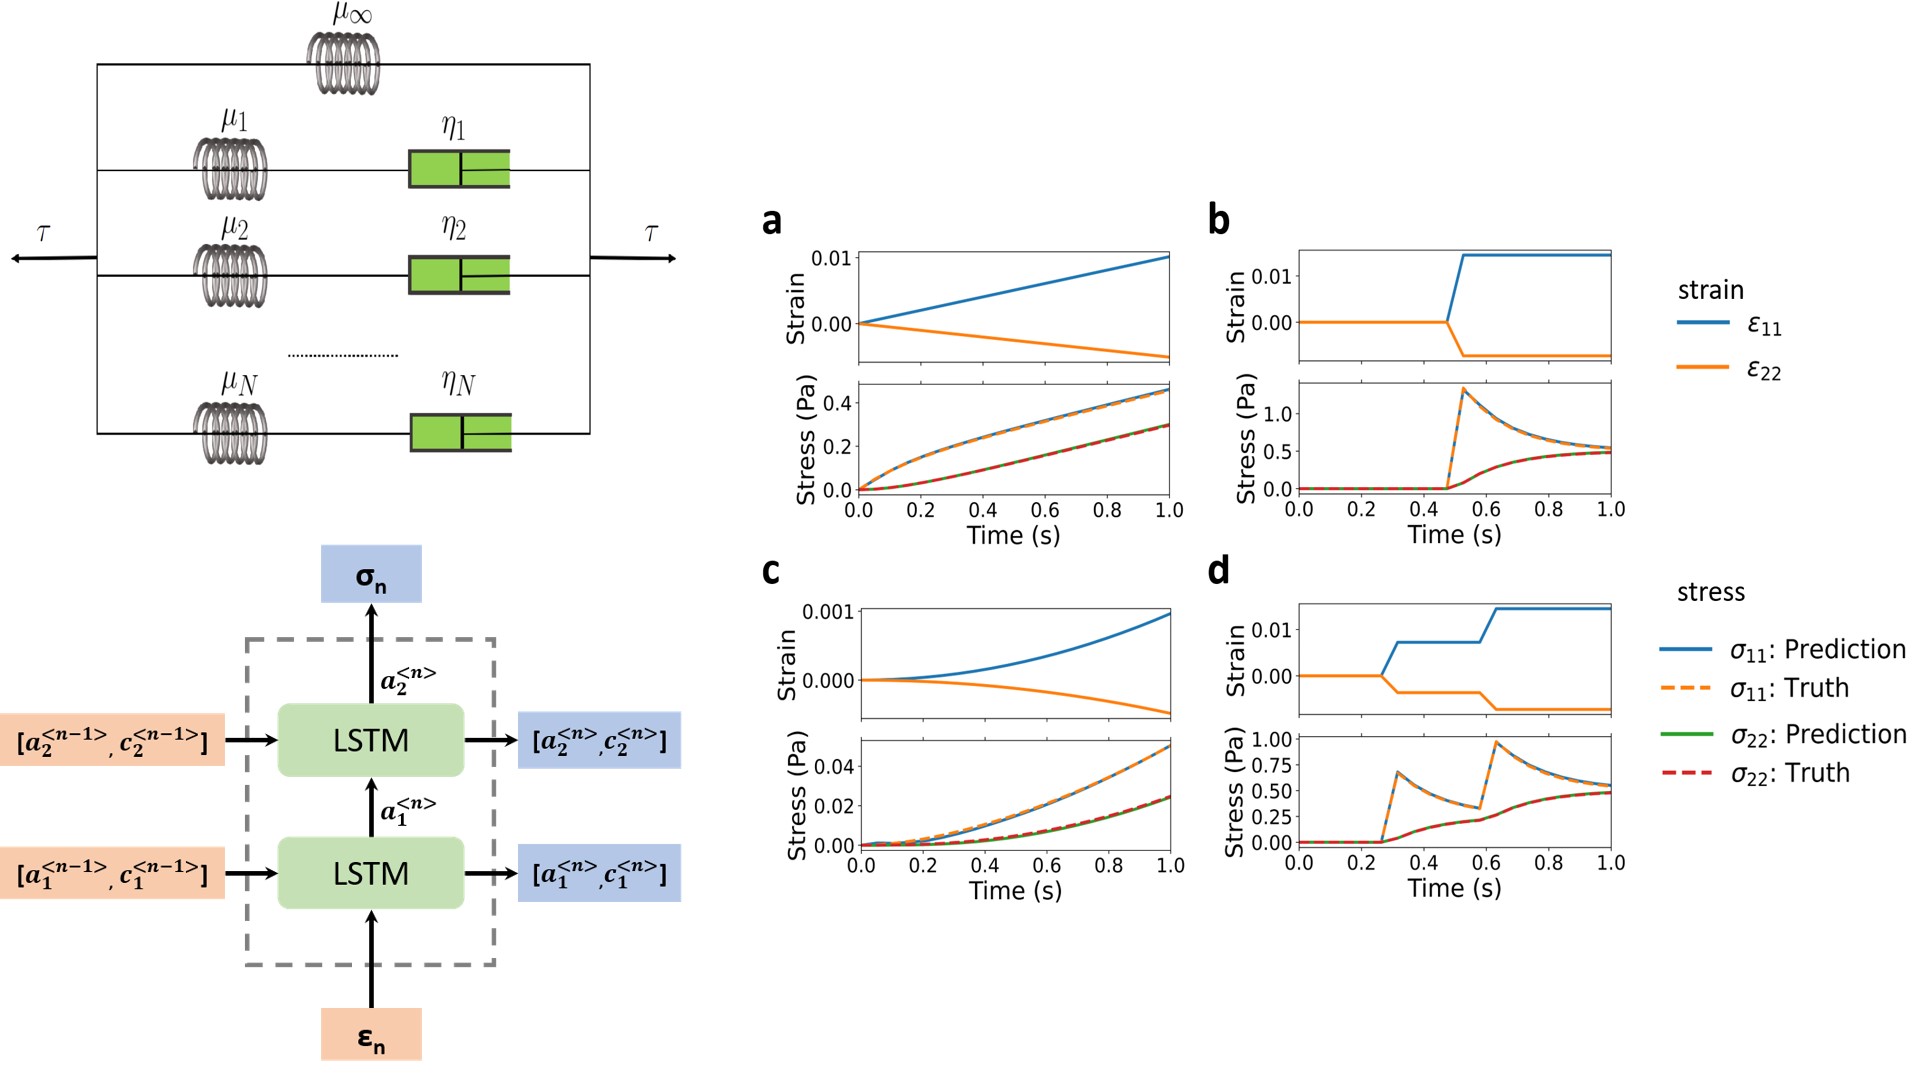 μ∞
μ1
η1
μ2
η2
τ
τ
μN
ηN
σn
a2<n>
[a2<n−1>, c2<n−1>]
LSTM
[a2<n>,c2<n>]
a1<n>
[a1<n−1>, c1<n−1>]
LSTM
[a1<n>,c1<n>]
εn
a
Strain
0.01
0.00
Stress (Pa)
0.4
0.2
0.0
0.0 0.2 0.4 0.6 0.8 1.0
Time (s)
b
Strain
0.01
0.00
Stress (Pa)
1.0
0.5
0.0
0.0 0.2 0.4 0.6 0.8 1.0
Time (s)
strain
ε11
ε22
c
Strain
0.001
0.000
Stress (Pa)
0.04
0.02
0.00
0.0 0.2 0.4 0.6 0.8 1.0
Time (s)
d
Strain
0.01
0.00
Stress (Pa)
1.00
0.75
0.50
0.25
0.00
0.0 0.2 0.4 0.6 0.8 1.0
Time (s)
stress
σ11: Prediction
σ11: Truth
σ22: Prediction
σ22: Truth